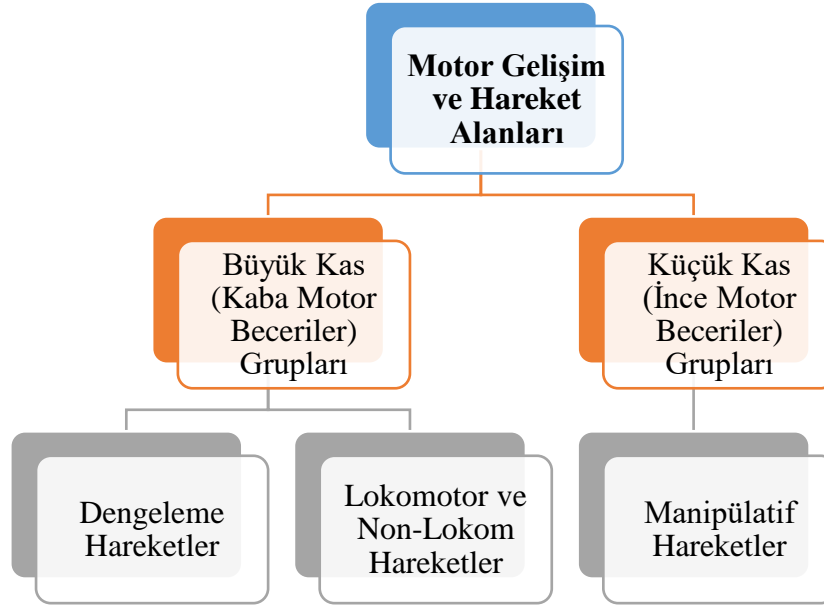 Motor Gelişim
ve Hareket
Alanları
Büyük Kas
(Kaba Motor
Beceriler)
Grupları
Küçük Kas
(İnce Motor
Beceriler)
Grupları
Dengeleme
Hareketler
Lokomotor ve
Non-Lokom
Hareketler
Manipülatif
Hareketler